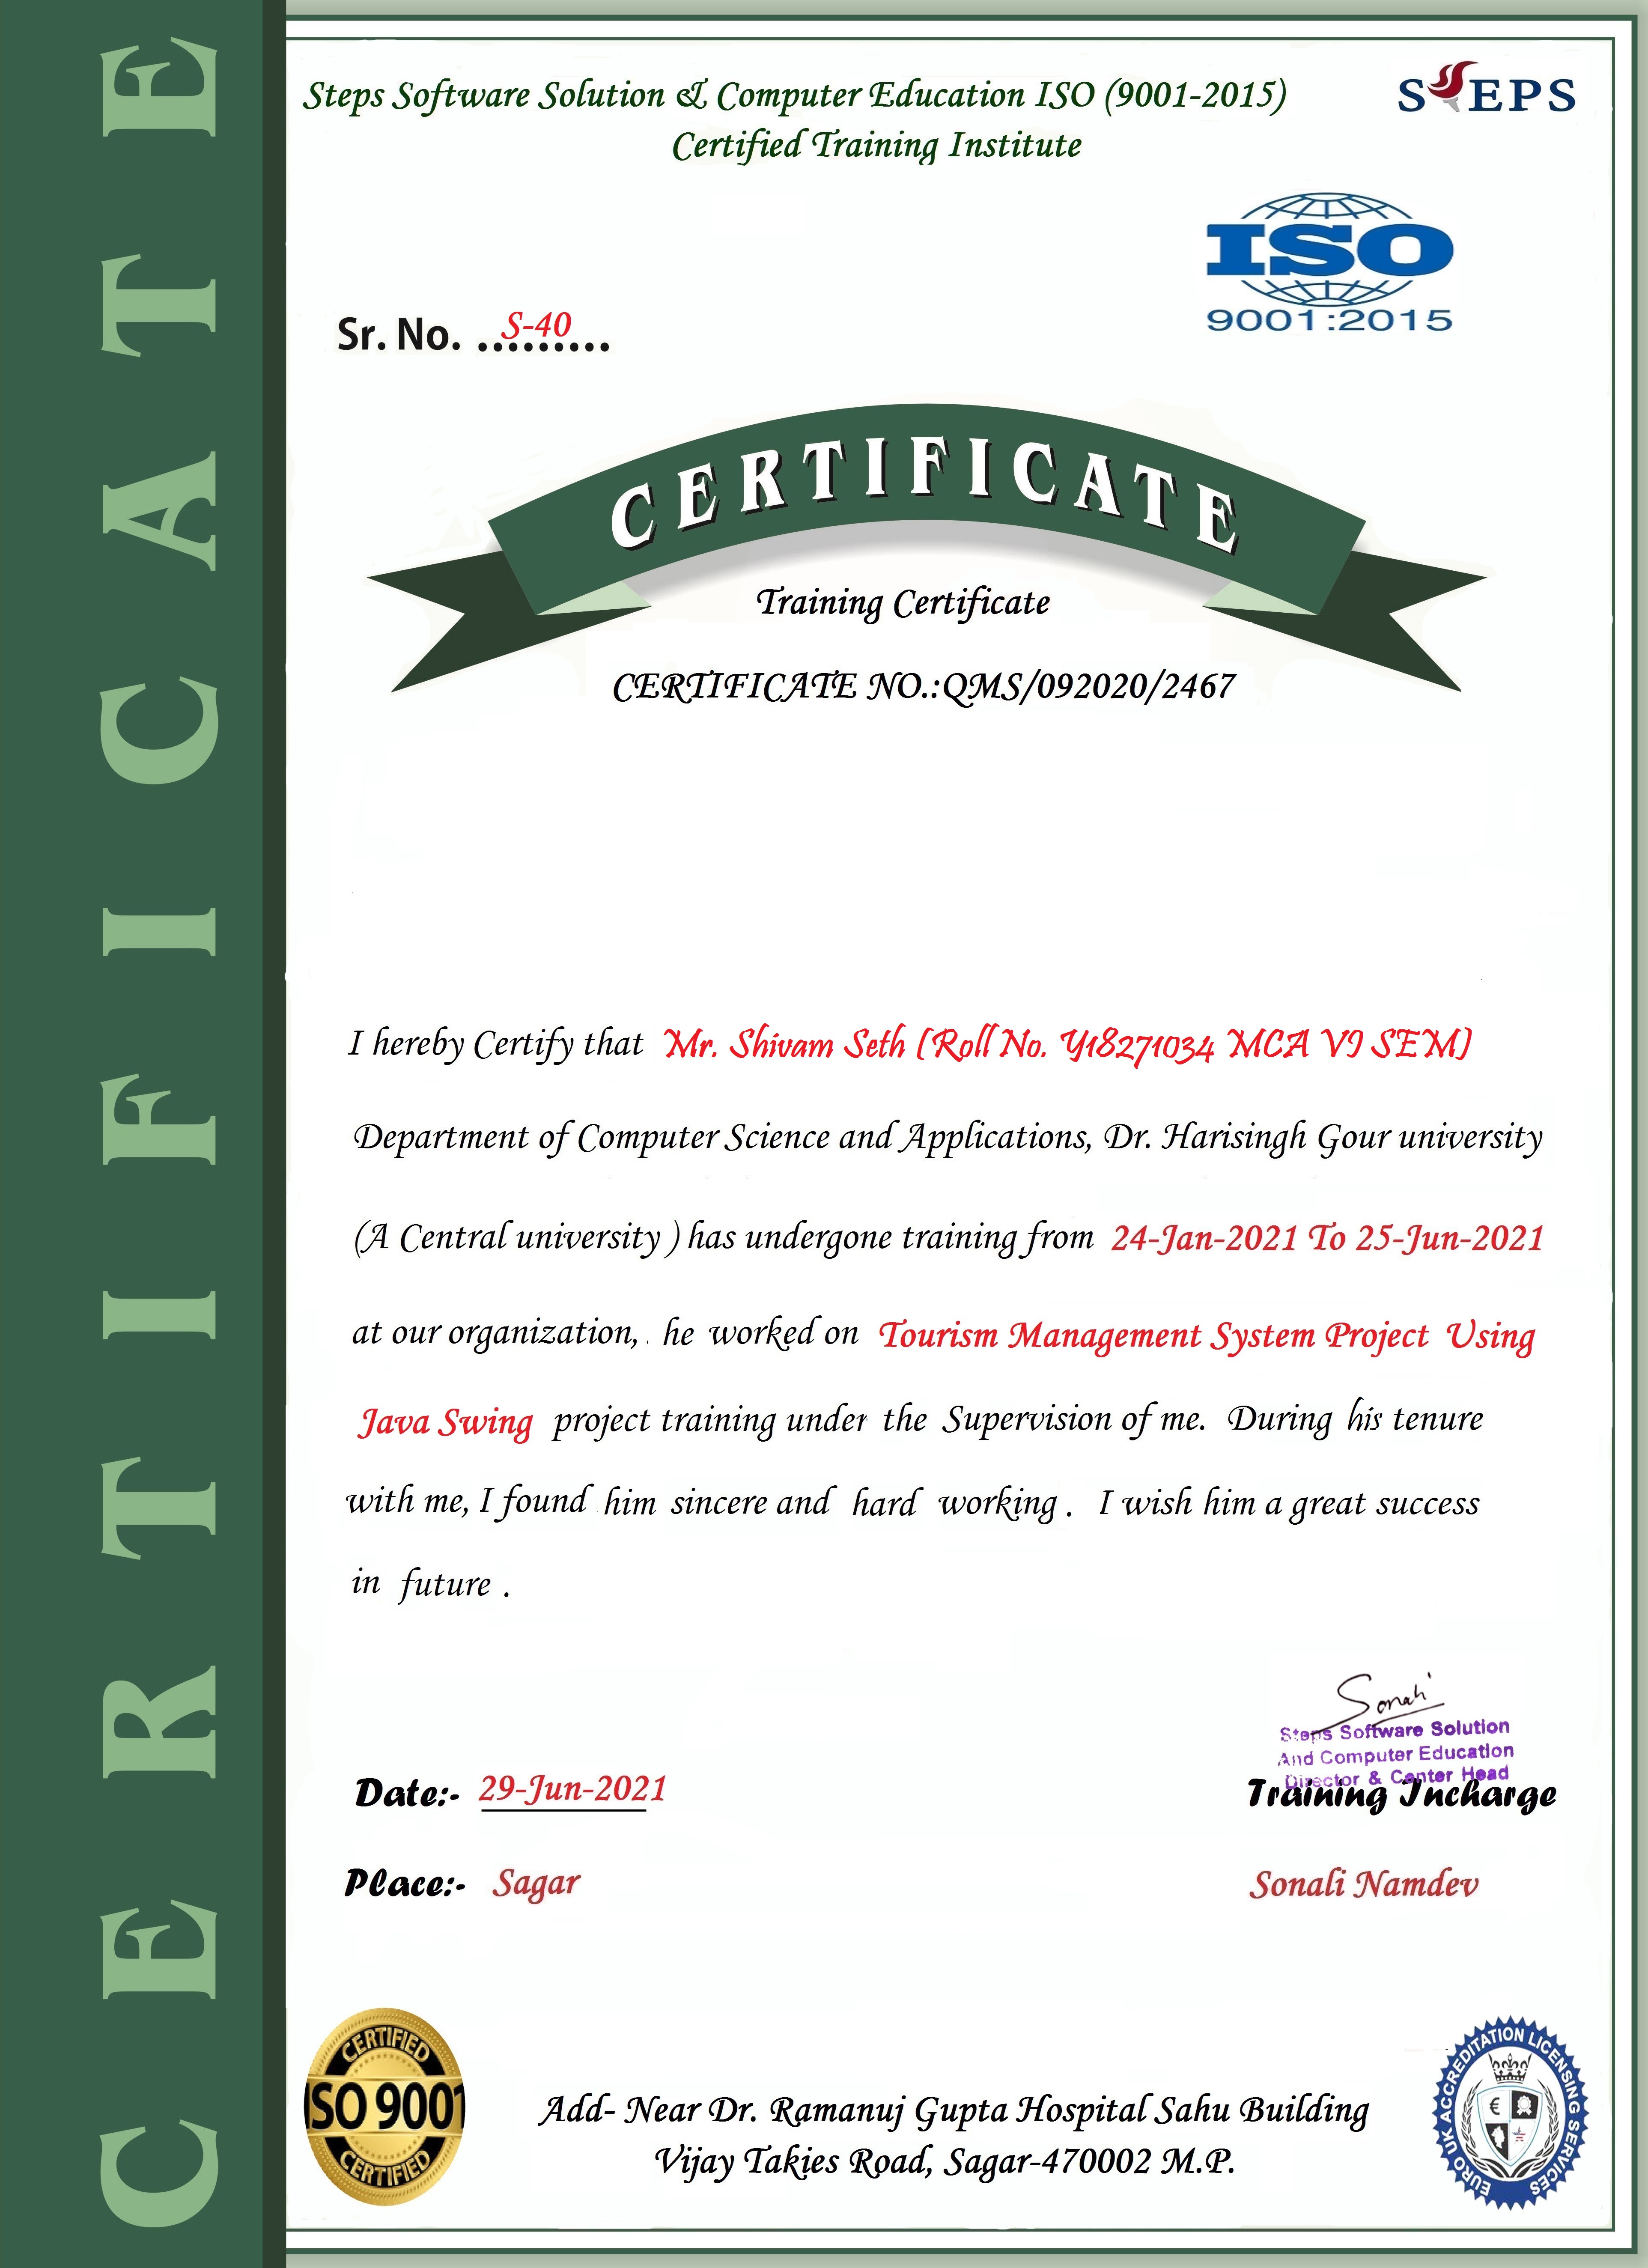 CERTIFICATE
Steps Software Solution & Computer Education ISO (9001-2015)
Certified Training Institute
STEPS
ISO
9001:2015
Sr. No. ......... S-40
CERTIFICATE
Training Certificate
CERTIFICATE NO.:QMS/092020/2467
I hereby Certify that Mr. Shivam Seth (Roll No. Y18271034 MCA VI SEM)
Department of Computer Science and Applications, Dr. Harisingh Gour university
(A Central university ) has undergone training from 24-Jan-2021 To 25-Jun-2021
at our organization, he worked on Tourism Management System Project Using
Java Swing project training under the Supervision of me. During his tenure
with me, I found him sincere and hard working . I wish him a great success
in future .
Sonali
Steps Software Solution
And Computer Education
Director & Center Head
Date:- 29-Jun-2021
Training Incharge
Place:- Sagar
Sonali Namdev
CERTIFIED
ISO 9001
CERTIFIED
Add- Near Dr. Ramanuj Gupta Hospital Sahu Building
Vijay Takies Road, Sagar-470002 M.P.
EURO UK ACCREDITATION LICENSING SERVICES